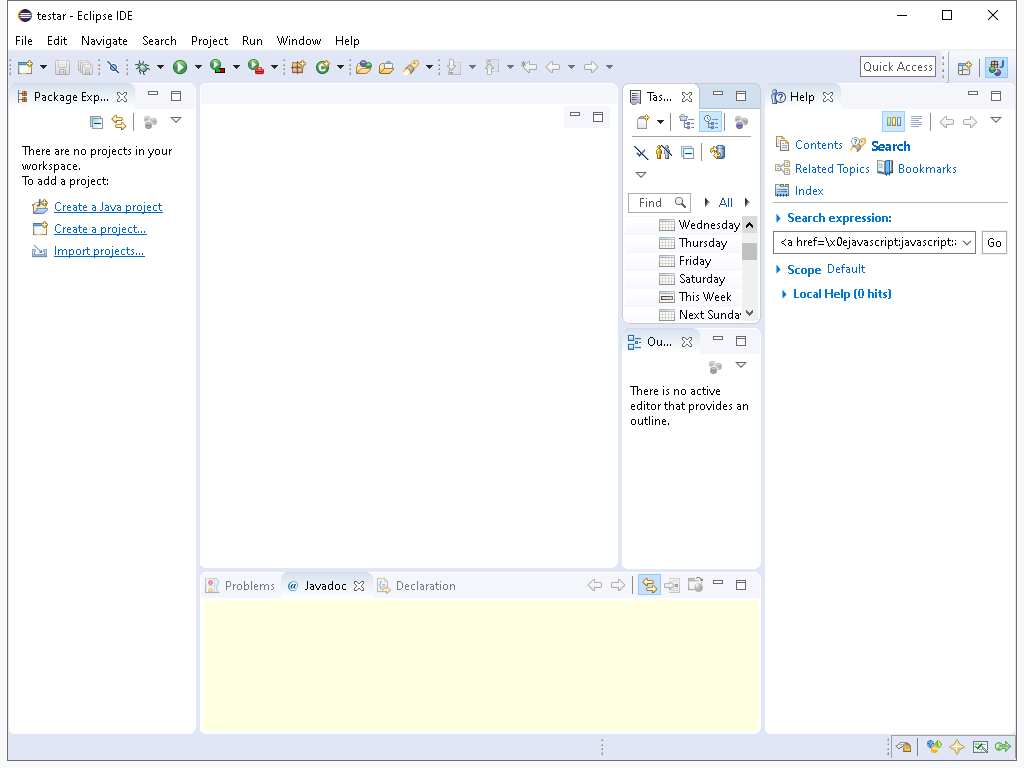 testar - Eclipse IDE
File Edit Navigate Search Project Run Window Help
Quick Access
Package Exp...
There are no projects in your
workspace.
To add a project:
Create a Java project
Create a project...
Import projects...
Tas...
Find
All
Wednesday
Thursday
Friday
Saturday
This Week
Next Sunda
Ou...
There is no active
editor that provides an
outline.
Help
Contents Search
Related Topics Bookmarks
Index
Search expression:
<a href=\x0ejavascript:javascript:
Go
Scope Default
Local Help (0 hits)
Problems @ Javadoc Declaration